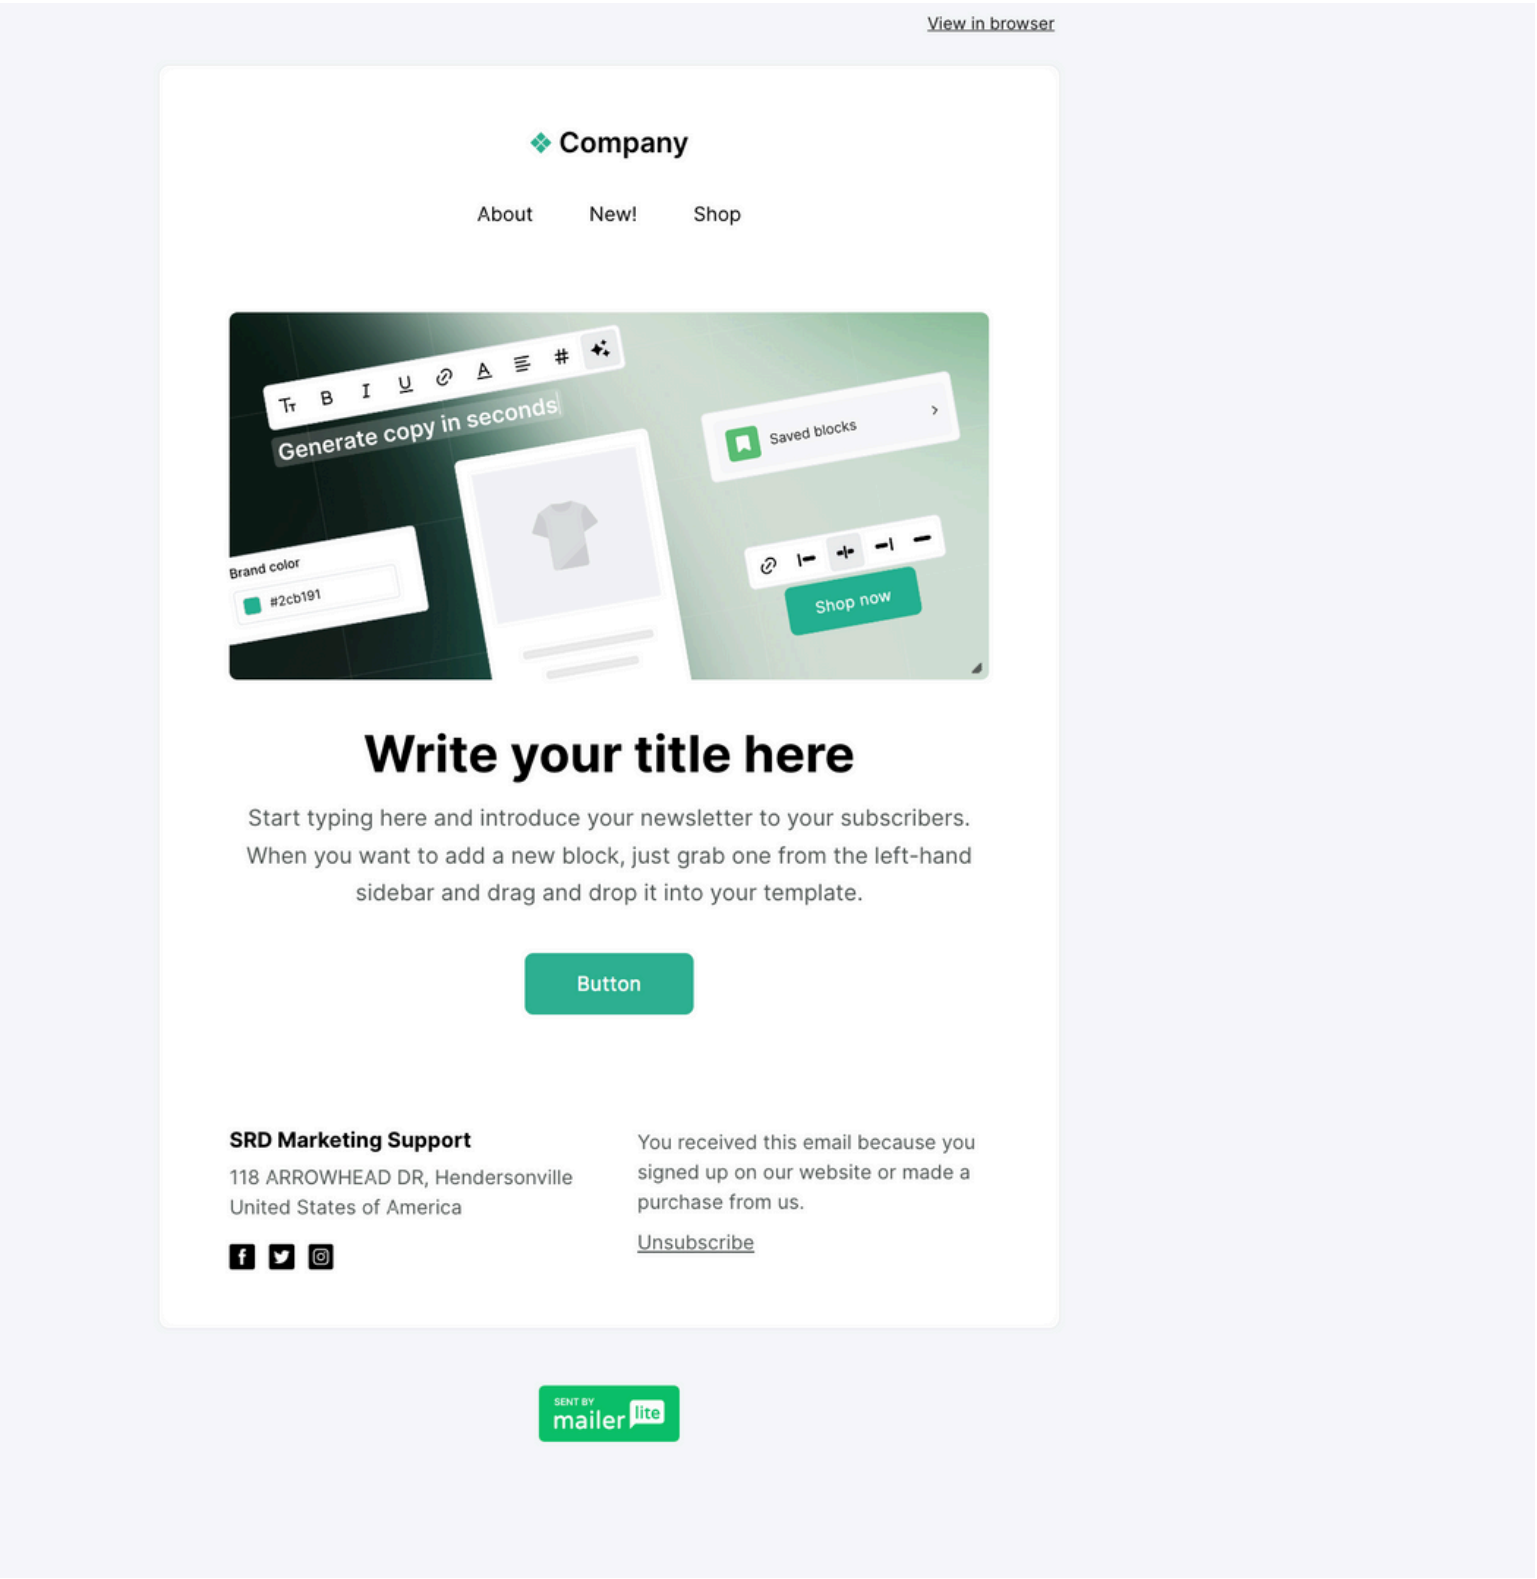 View in browser
Company
About New! Shop
Tт B I U A #
Generate copy in seconds
Saved blocks
Brand color
#2cb191
Shop now
Write your title here
Start typing here and introduce your newsletter to your subscribers.
When you want to add a new block, just grab one from the left-hand
sidebar and drag and drop it into your template.
Button
SRD Marketing Support
118 ARROWHEAD DR, Hendersonville
United States of America
You received this email because you
signed up on our website or made a
purchase from us.
Unsubscribe
SENT BY
mailer lite